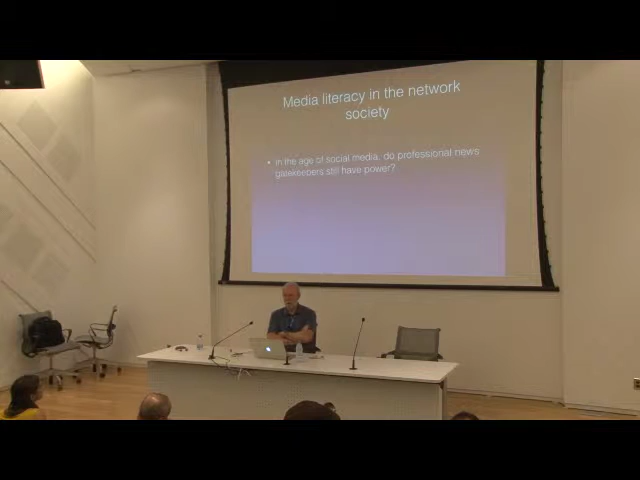 Media literacy in the network
society
• In the age of social media, do professional news
gatekeepers still have power?